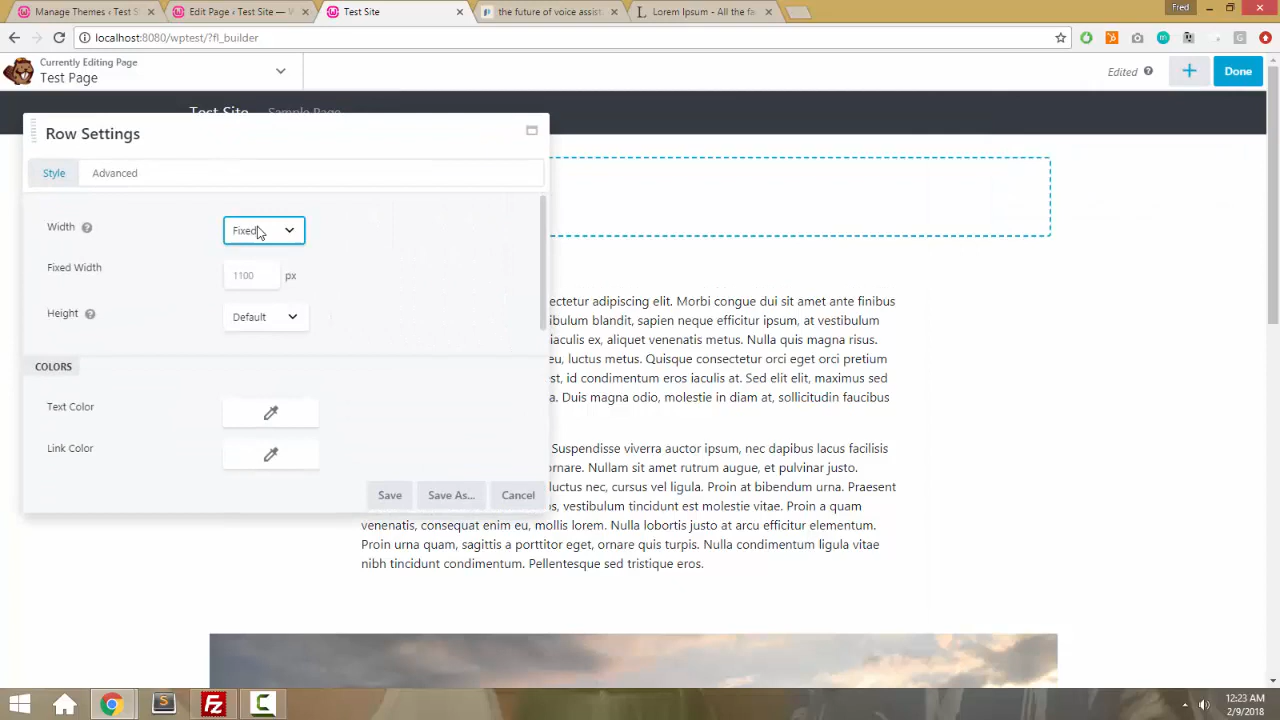 Manage Themes ‹ Test Si
Edit Page ‹ Test Site — W
Test Site
the future of voice assist
Lorem Ipsum - All the fa
Fred
localhost:8080/wptest/?fl_builder
Currently Editing Page
Test Page
Edited
Done
Test Site
Sample Page
Row Settings
Style
Advanced
Width
Fixed
Fixed Width
1100
px
Height
Default
COLORS
Text Color
Link Color
Save
Save As...
Cancel
ectetur adipiscing elit. Morbi congue dui sit amet ante finibus
ibulum blandit, sapien neque efficitur ipsum, at vestibulum
iaculis ex, aliquet venenatis metus. Nulla quis magna risus.
eu, luctus metus. Quisque consectetur orci eget orci pretium
st, id condimentum eros iaculis at. Sed elit elit, maximus sed
a. Duis magna odio, molestie in diam at, sollicitudin faucibus
Suspendisse viverra auctor ipsum, nec dapibus lacus facilisis
ornare. Nullam sit amet rutrum augue, et pulvinar justo.
luctus nec, cursus vel ligula. Proin at bibendum urna. Praesent
os, vestibulum tincidunt est molestie vitae. Proin a quam
venenatis, consequat enim eu, mollis lorem. Nulla lobortis justo at arcu efficitur elementum.
Proin urna quam, sagittis a porttitor eget, ornare quis turpis. Nulla condimentum ligula vitae
nibh tincidunt condimentum. Pellentesque sed tristique eros.
12:23 AM
2/9/2018